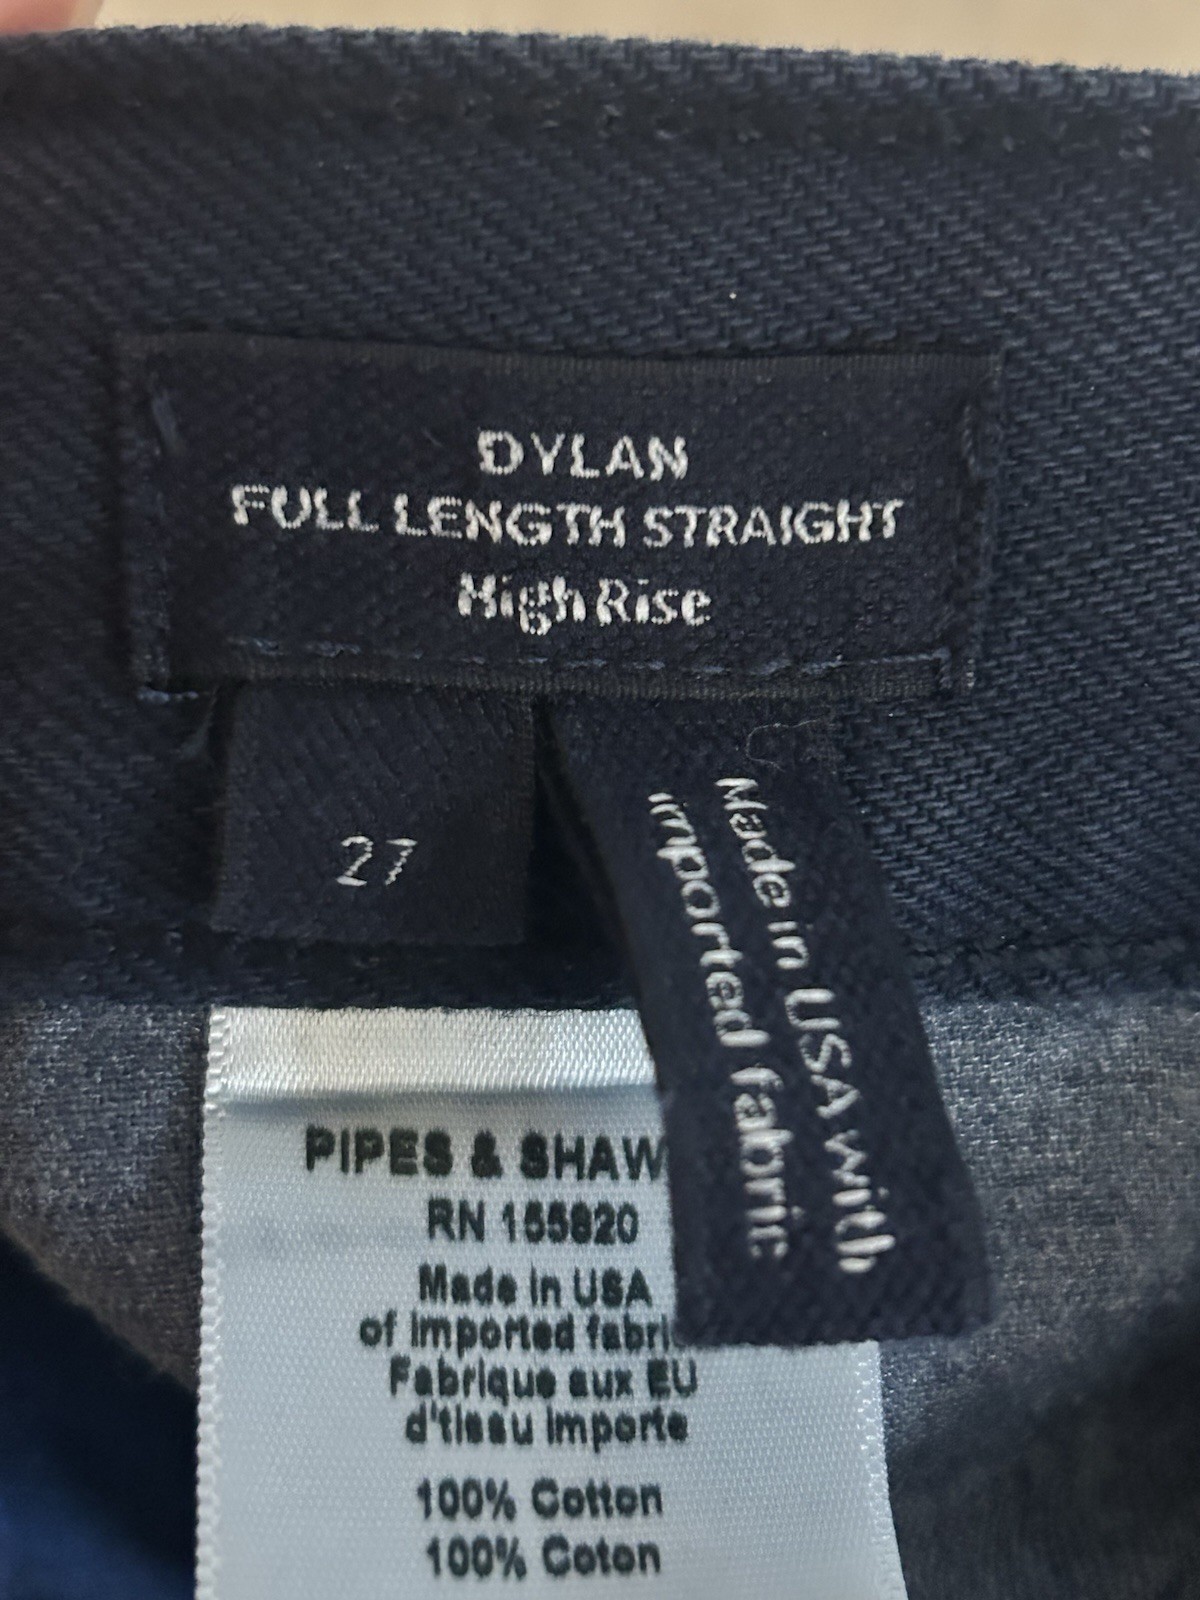 DYLAN
FULL LENGTH STRAIGHT
High Rise
27
Made in USA with
imported fabric
PIPES & SHAW
RN 155820
Made in USA
of imported fabri
Fabrique aux EU
d'tissu importe
100% Cotton
100% Coton